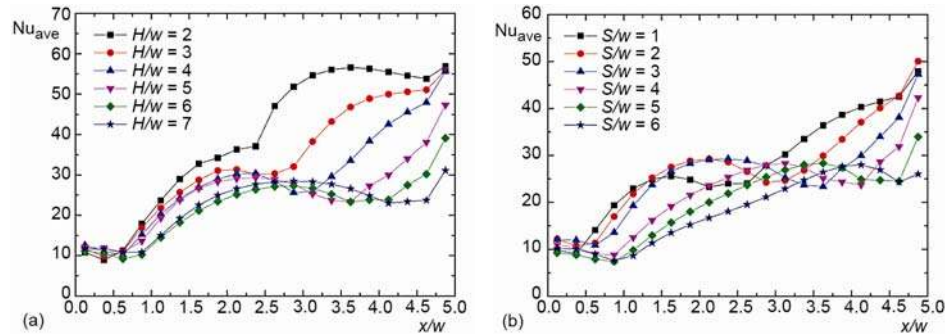 70
Nu_ave
60
50
40
30
20
10
0
H/w = 2
H/w = 3
H/w = 4
H/w = 5
H/w = 6
H/w = 7
0.0 0.5 1.0 1.5 2.0 2.5 3.0 3.5 4.0 4.5 5.0
(a)
x/w
60
Nu_ave
50
40
30
20
10
0
S/w = 1
S/w = 2
S/w = 3
S/w = 4
S/w = 5
S/w = 6
0.0 0.5 1.0 1.5 2.0 2.5 3.0 3.5 4.0 4.5 5.0
(b)
x/w